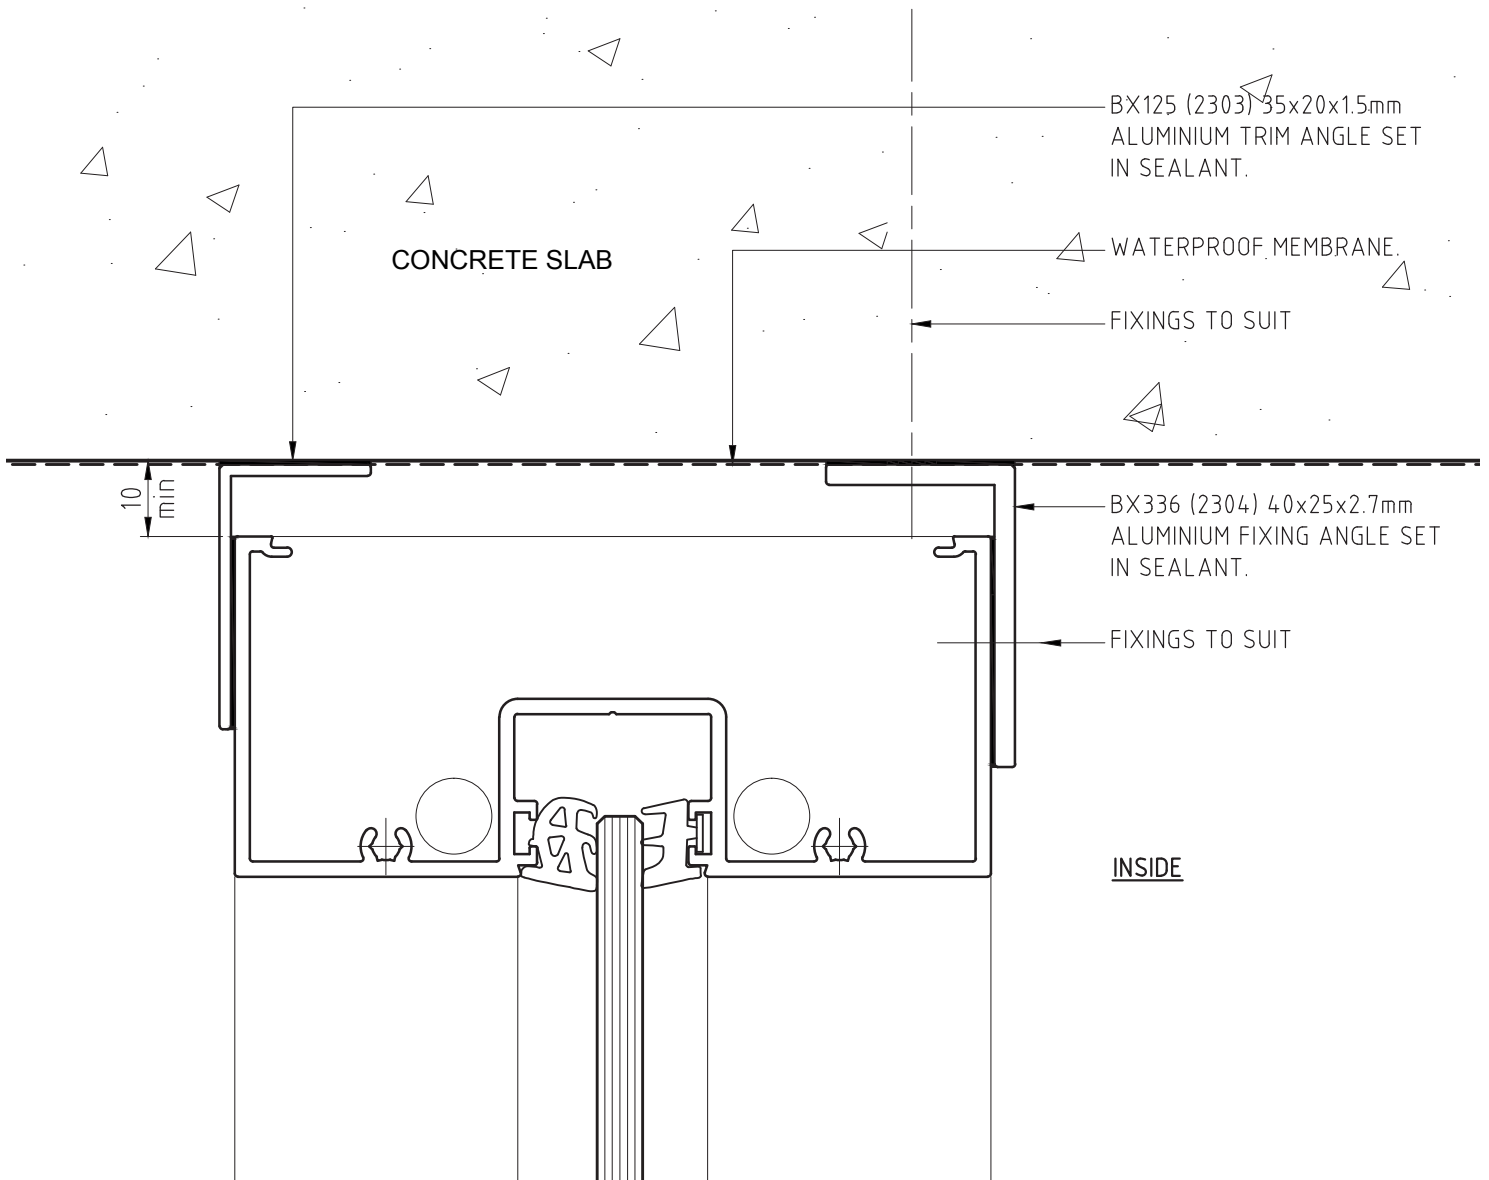 BX125 (2303) 35x20x1.5mm
ALUMINIUM TRIM ANGLE SET
IN SEALANT.
CONCRETE SLAB
WATERPROOF MEMBRANE.
FIXINGS TO SUIT
10
min
BX336 (2304) 40x25x2.7mm
ALUMINIUM FIXING ANGLE SET
IN SEALANT.
FIXINGS TO SUIT
INSIDE